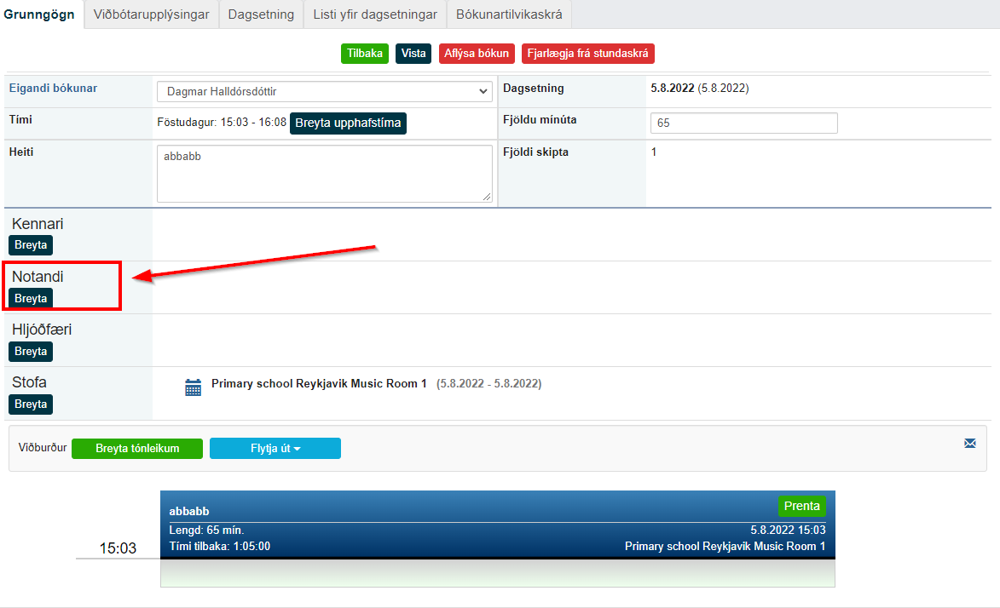 Grunngögn Viðbótarupplýsingar Dagsetning Listi yfir dagsetningar Bókunartilvikaskrá
Tilbaka Vista Aflýsa bókun Fjarlægja frá stundaskrá
Eigandi bókunar Dagmar Halldórsdóttir Dagsetning 5.8.2022 (5.8.2022)
Tími Föstudagur: 15:03 - 16:08 Breyta upphafstíma Fjöldu mínúta 65
Heiti abbabb Fjöldi skipta 1
Kennari
Breyta
Notandi
Breyta
Hljóðfæri
Breyta
Stofa
Breyta
Primary school Reykjavik Music Room 1 (5.8.2022 - 5.8.2022)
Viðburður Breyta tónleikum Flytja út
abbabb Prenta
Lengd: 65 mín. 5.8.2022 15:03
15:03 Tími tilbaka: 1:05:00 Primary school Reykjavik Music Room 1